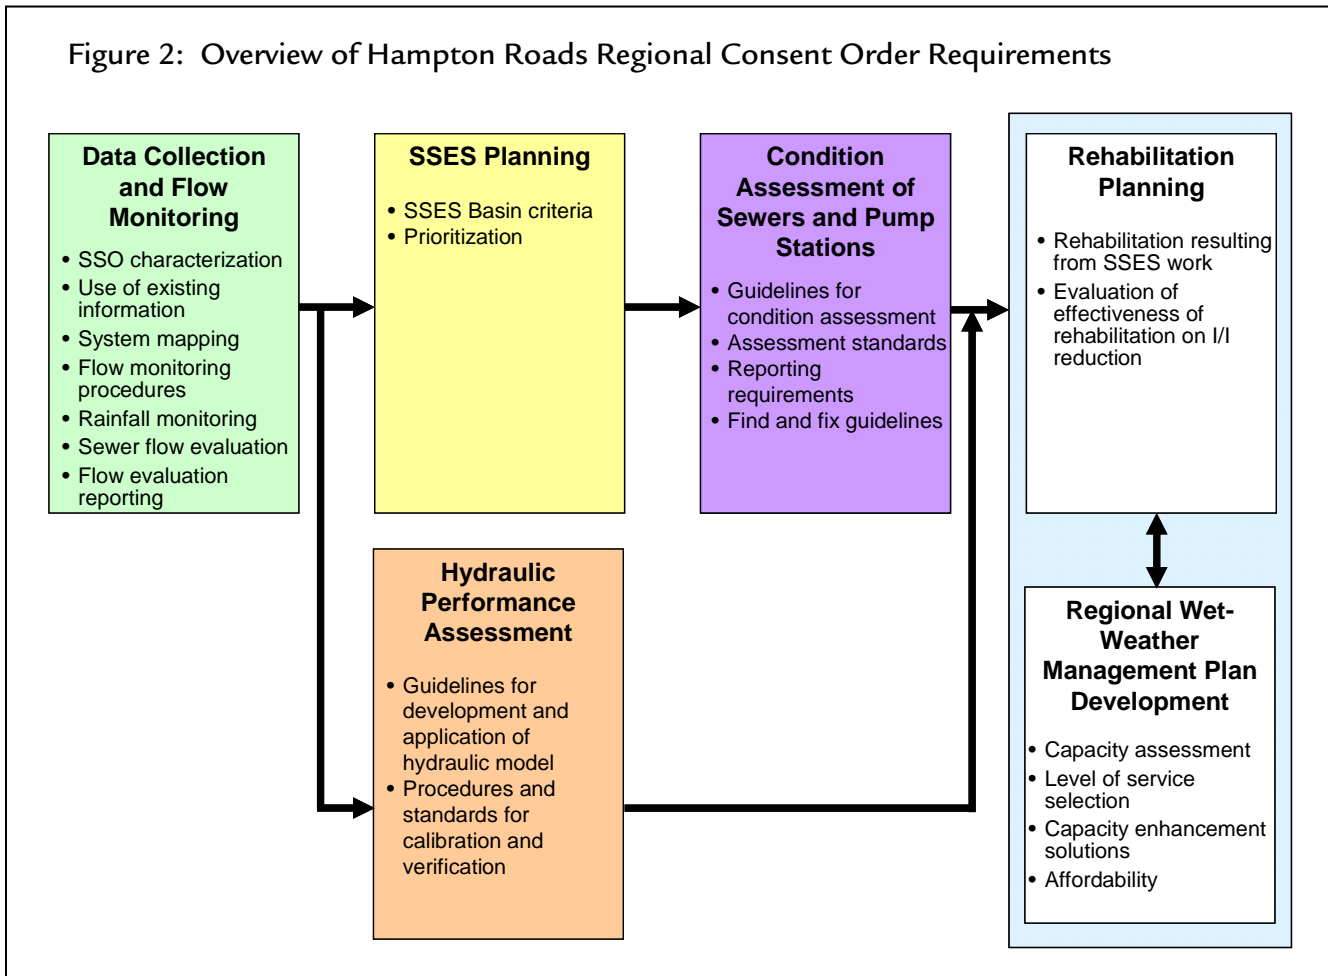 Figure 2: Overview of Hampton Roads Regional Consent Order Requirements
Data Collection
and Flow
Monitoring
• SSO characterization
• Use of existing
information
• System mapping
• Flow monitoring
procedures
• Rainfall monitoring
• Sewer flow evaluation
• Flow evaluation
reporting
SSES Planning
• SSES Basin criteria
• Prioritization
Condition
Assessment of
Sewers and Pump
Stations
• Guidelines for
condition assessment
• Assessment standards
• Reporting
requirements
• Find and fix guidelines
Rehabilitation
Planning
• Rehabilitation resulting
from SSES work
• Evaluation of
effectiveness of
rehabilitation on I/I
reduction
Hydraulic
Performance
Assessment
• Guidelines for
development and
application of
hydraulic model
• Procedures and
standards for
calibration and
verification
Regional Wet-
Weather
Management Plan
Development
• Capacity assessment
• Level of service
selection
• Capacity enhancement
solutions
• Affordability